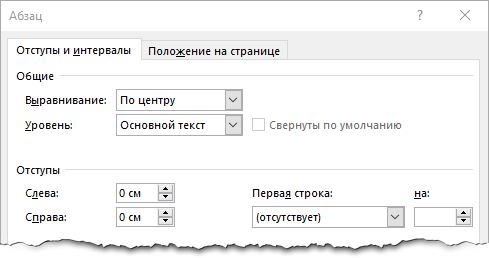 Абзац ?
Отступы и интервалы Положение на странице
Общие
Выравнивание: По центру
Уровень: Основной текст Свернуты по умолчанию
Отступы
Слева: 0 см Первая строка: на:
Справа: 0 см (отсутствует)